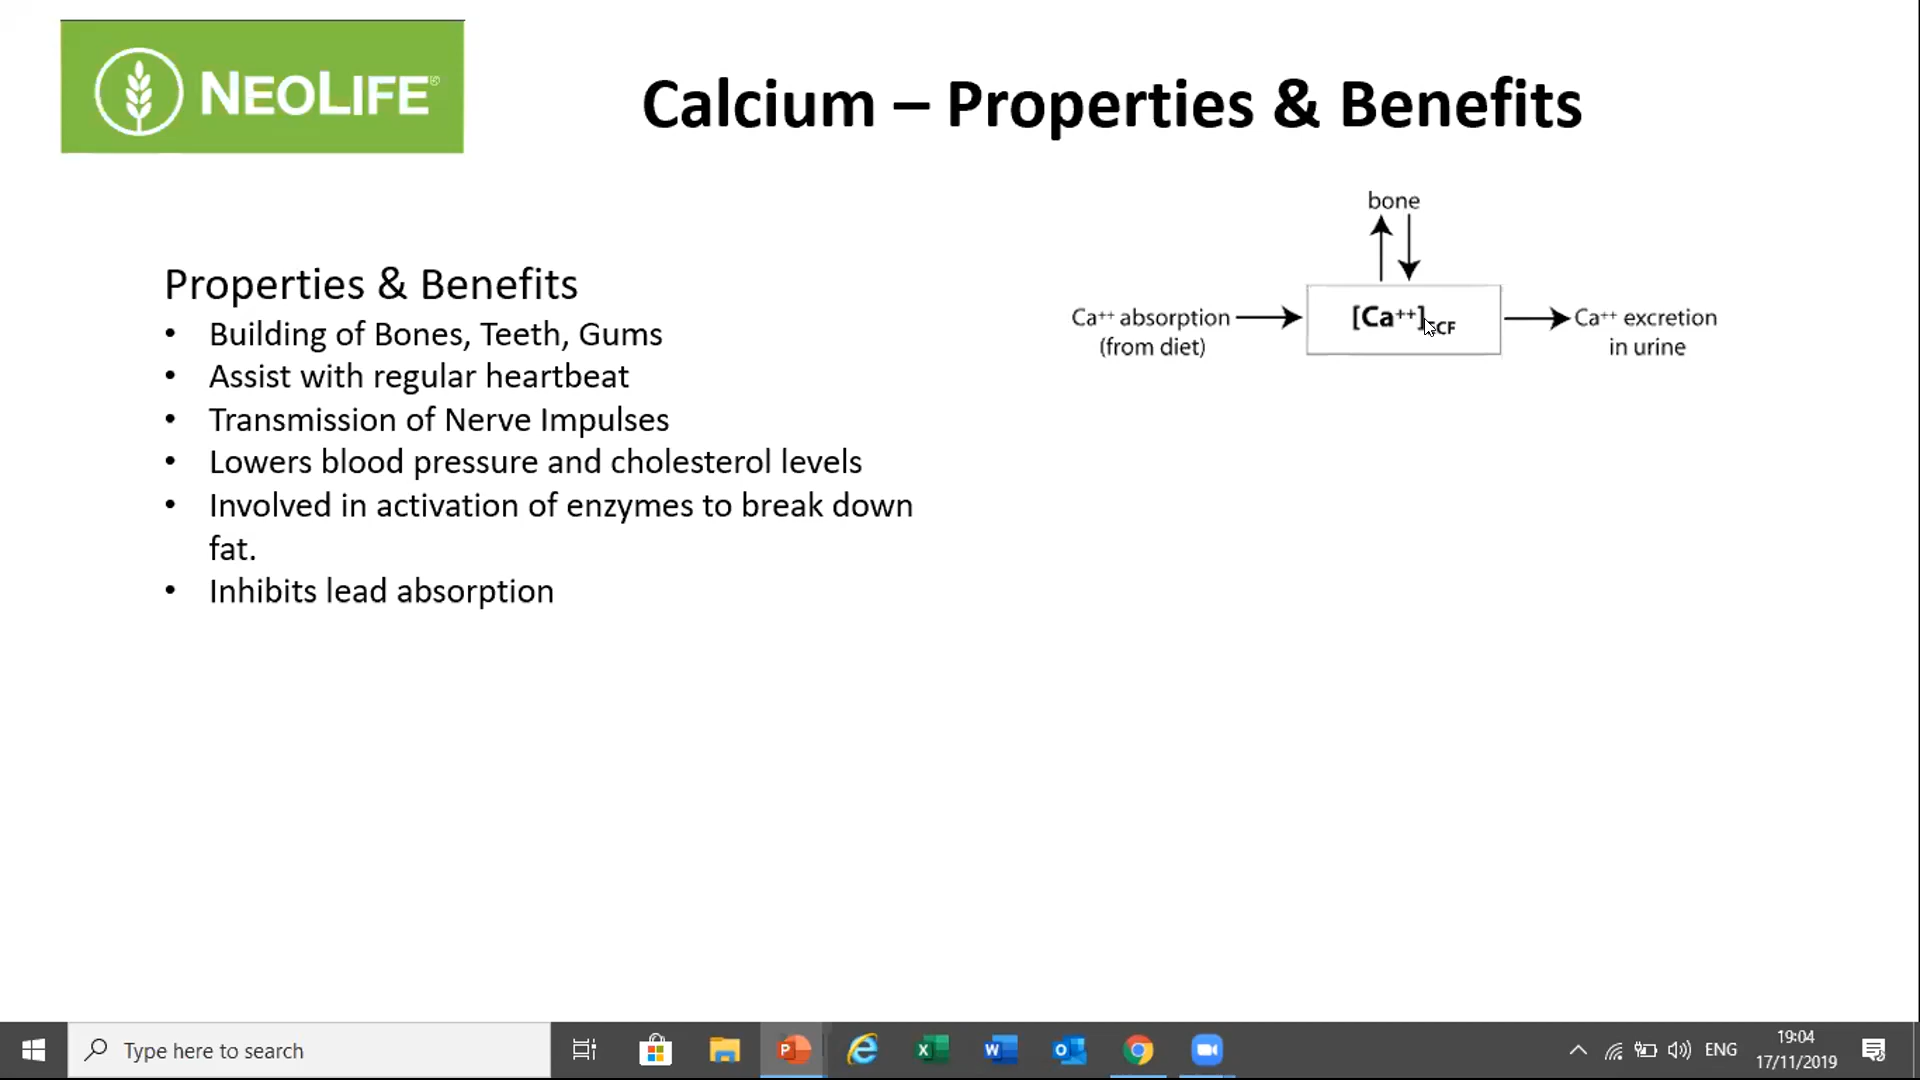 NEOLIFE®
Calcium – Properties & Benefits
bone
Ca⁺⁺ absorption
(from diet)
[Ca⁺⁺]
Ca⁺⁺ excretion
in urine
Properties & Benefits
• Building of Bones, Teeth, Gums
• Assist with regular heartbeat
• Transmission of Nerve Impulses
• Lowers blood pressure and cholesterol levels
• Involved in activation of enzymes to break down
fat.
• Inhibits lead absorption
Type here to search
ENG
19:04
17/11/2019